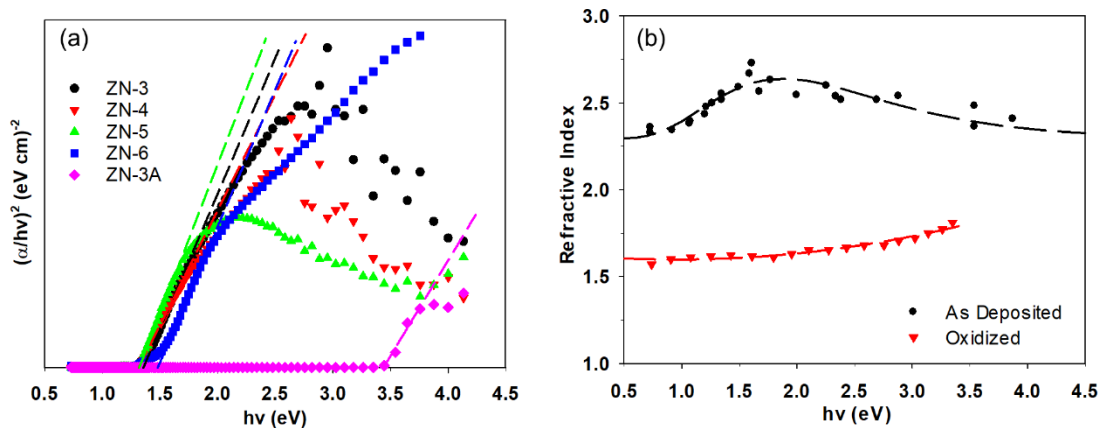 (a)
ZN-3
ZN-4
ZN-5
ZN-6
ZN-3A
(α/hν)² (eV cm)⁻²
0.5 1.0 1.5 2.0 2.5 3.0 3.5 4.0 4.5
hν (eV)
(b)
Refractive Index
3.0
2.5
2.0
1.5
1.0
As Deposited
Oxidized
0.5 1.0 1.5 2.0 2.5 3.0 3.5 4.0 4.5
hν (eV)